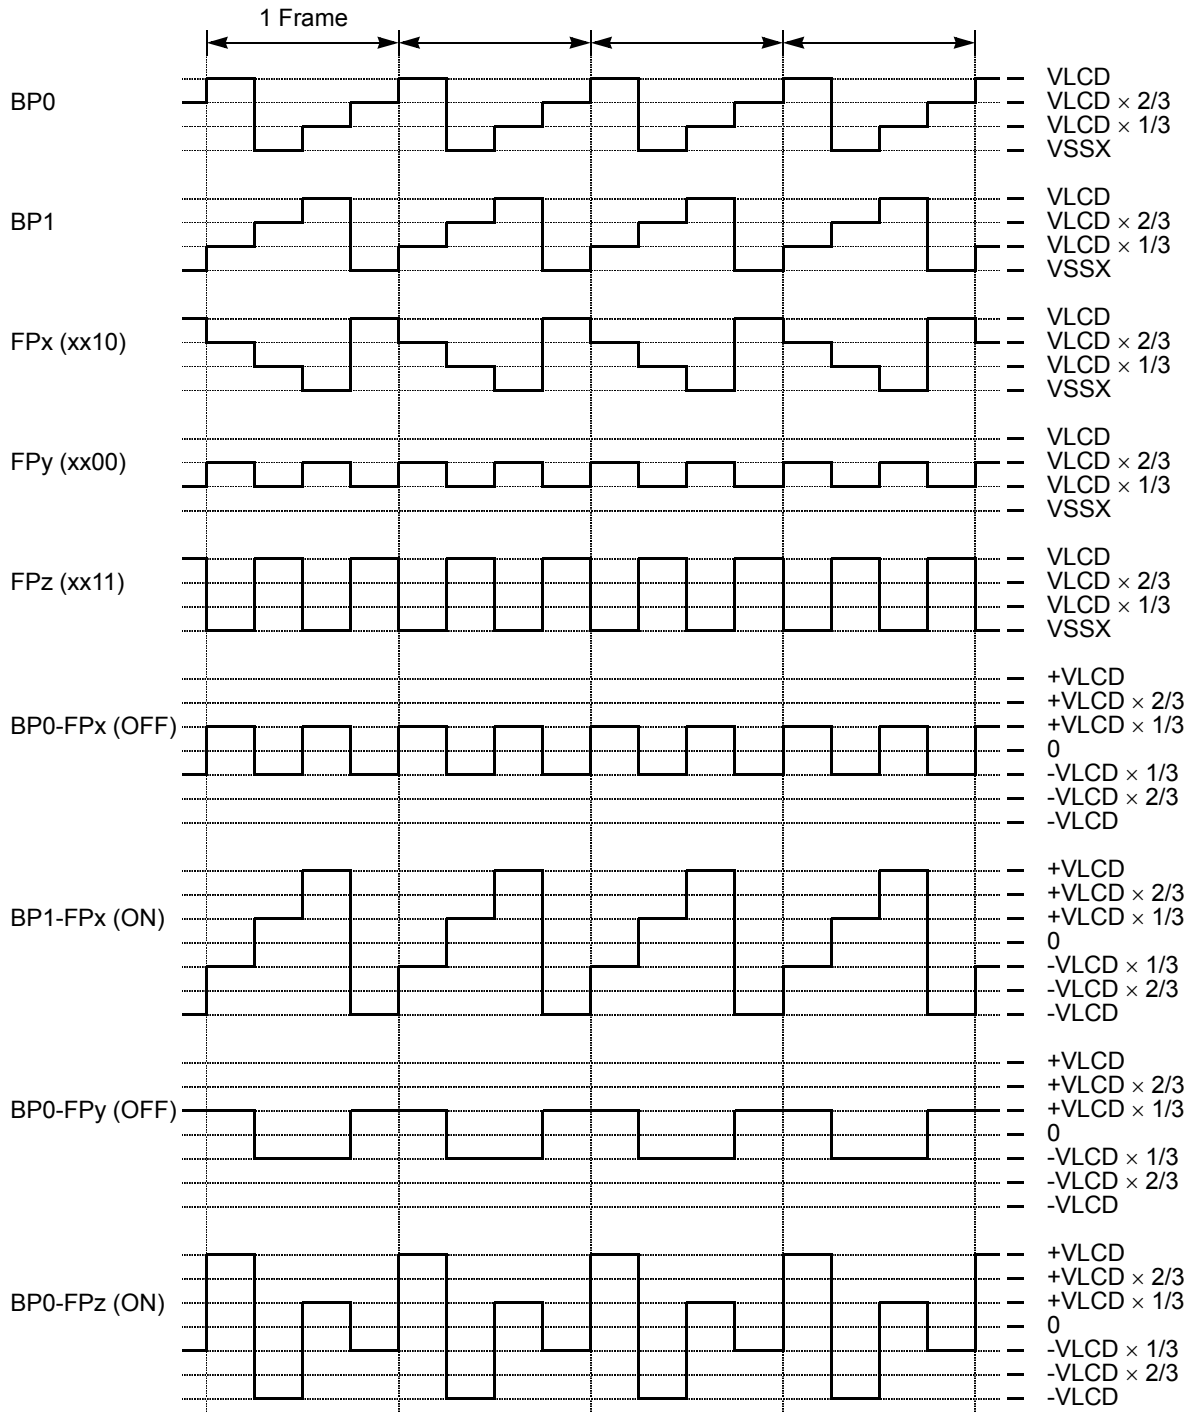 1 Frame
BP0
VLCD
VLCD × 2/3
VLCD × 1/3
VSSX
BP1
VLCD
VLCD × 2/3
VLCD × 1/3
VSSX
FPx (xx10)
VLCD
VLCD × 2/3
VLCD × 1/3
VSSX
FPy (xx00)
VLCD
VLCD × 2/3
VLCD × 1/3
VSSX
FPz (xx11)
VLCD
VLCD × 2/3
VLCD × 1/3
VSSX
BP0-FPx (OFF)
+VLCD
+VLCD × 2/3
+VLCD × 1/3
0
-VLCD × 1/3
-VLCD × 2/3
-VLCD
BP1-FPx (ON)
+VLCD
+VLCD × 2/3
+VLCD × 1/3
0
-VLCD × 1/3
-VLCD × 2/3
-VLCD
BP0-FPy (OFF)
+VLCD
+VLCD × 2/3
+VLCD × 1/3
0
-VLCD × 1/3
-VLCD × 2/3
-VLCD
BP0-FPz (ON)
+VLCD
+VLCD × 2/3
+VLCD × 1/3
0
-VLCD × 1/3
-VLCD × 2/3
-VLCD